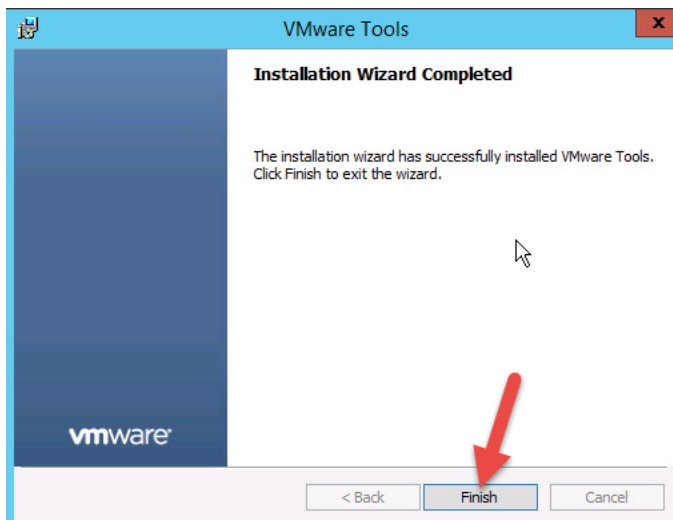 VMware Tools
x
Installation Wizard Completed
The installation wizard has successfully installed VMware Tools.
Click Finish to exit the wizard.
vmware®
< Back Finish Cancel